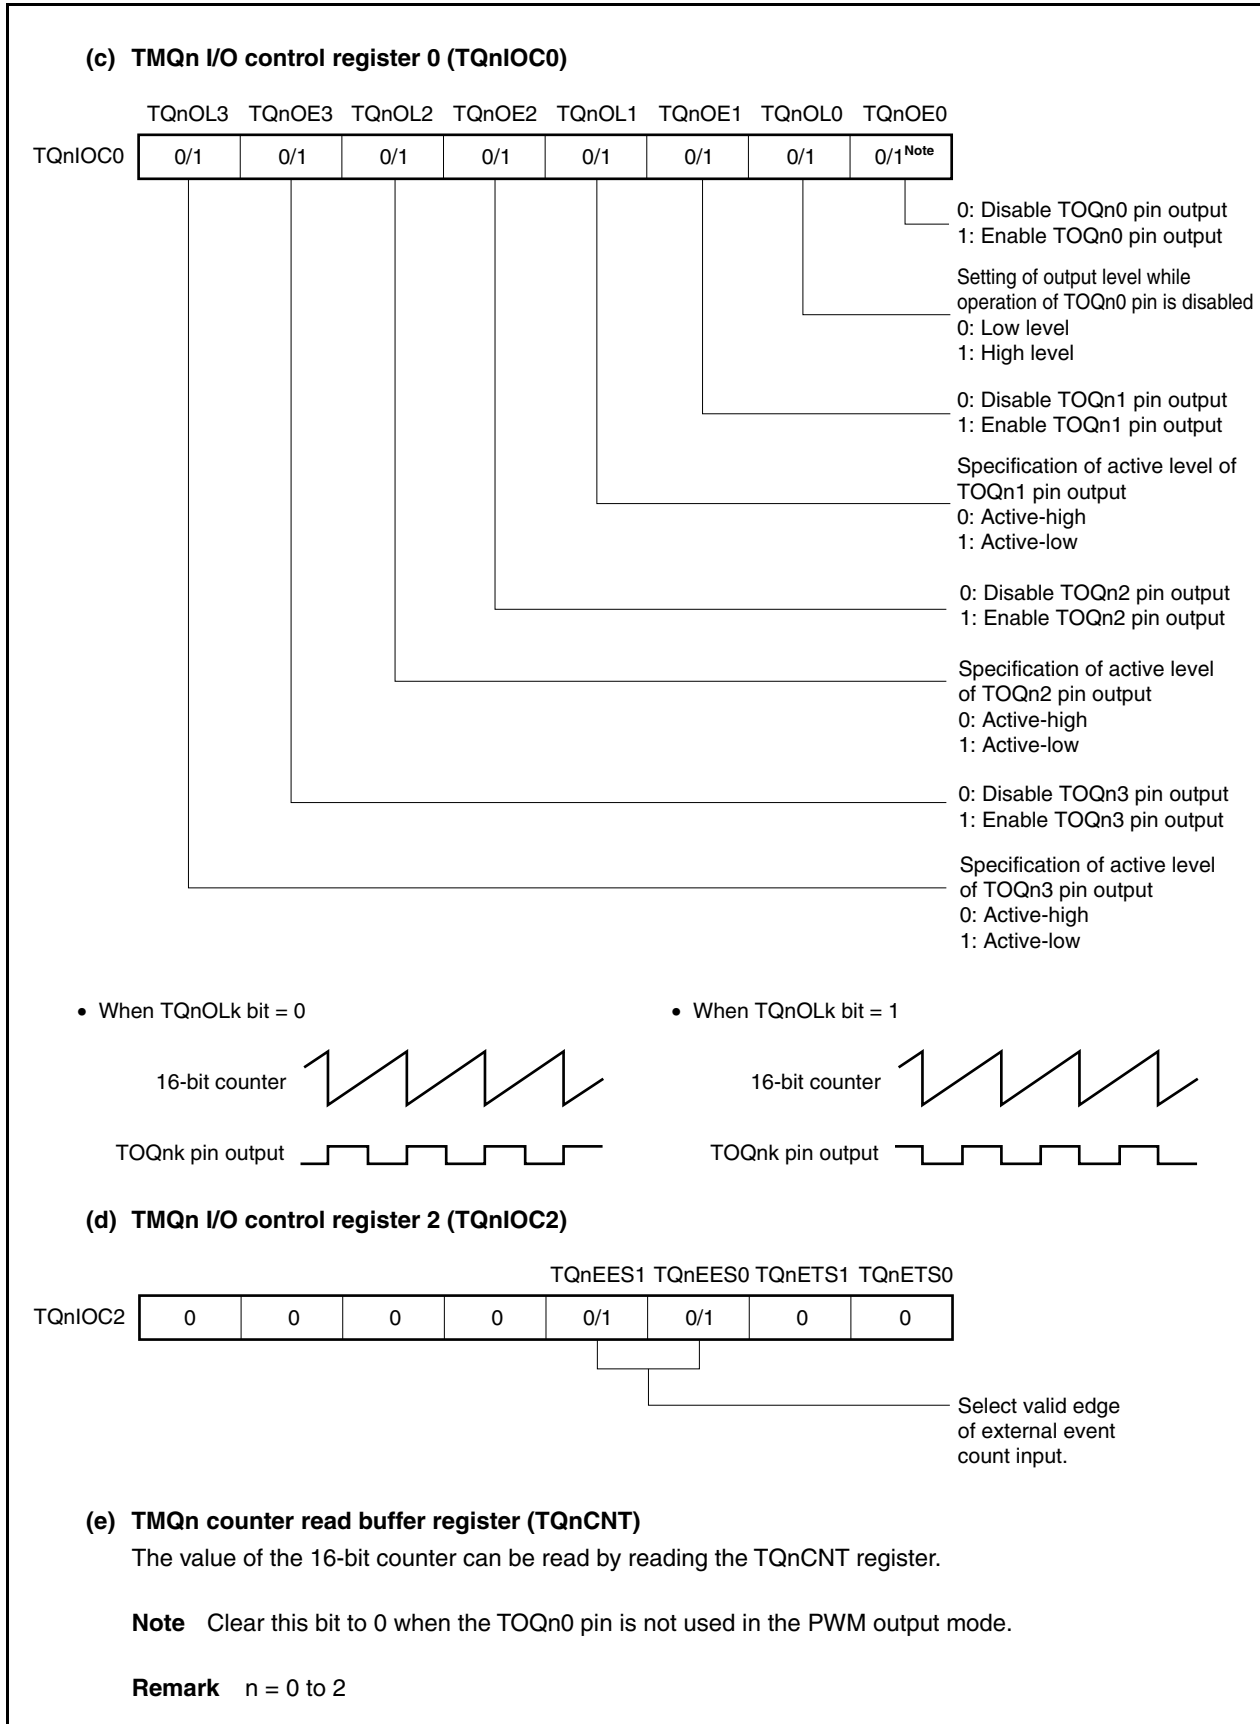 (c) TMQn I/O control register 0 (TQnIOC0)
TQnOL3 TQnOE3 TQnOL2 TQnOE2 TQnOL1 TQnOE1 TQnOL0 TQnOE0
TQnIOC0 0/1 0/1 0/1 0/1 0/1 0/1 0/1 0/1Note
0: Disable TOQn0 pin output
1: Enable TOQn0 pin output
Setting of output level while
operation of TOQn0 pin is disabled
0: Low level
1: High level
0: Disable TOQn1 pin output
1: Enable TOQn1 pin output
Specification of active level of
TOQn1 pin output
0: Active-high
1: Active-low
0: Disable TOQn2 pin output
1: Enable TOQn2 pin output
Specification of active level
of TOQn2 pin output
0: Active-high
1: Active-low
0: Disable TOQn3 pin output
1: Enable TOQn3 pin output
Specification of active level
of TOQn3 pin output
0: Active-high
1: Active-low
• When TQnOLk bit = 0
16-bit counter
TOQnk pin output
• When TQnOLk bit = 1
16-bit counter
TOQnk pin output
(d) TMQn I/O control register 2 (TQnIOC2)
TQnEES1 TQnEES0 TQnETS1 TQnETS0
TQnIOC2 0 0 0 0 0/1 0/1 0 0
Select valid edge
of external event
count input.
(e) TMQn counter read buffer register (TQnCNT)
The value of the 16-bit counter can be read by reading the TQnCNT register.
Note Clear this bit to 0 when the TOQn0 pin is not used in the PWM output mode.
Remark n = 0 to 2